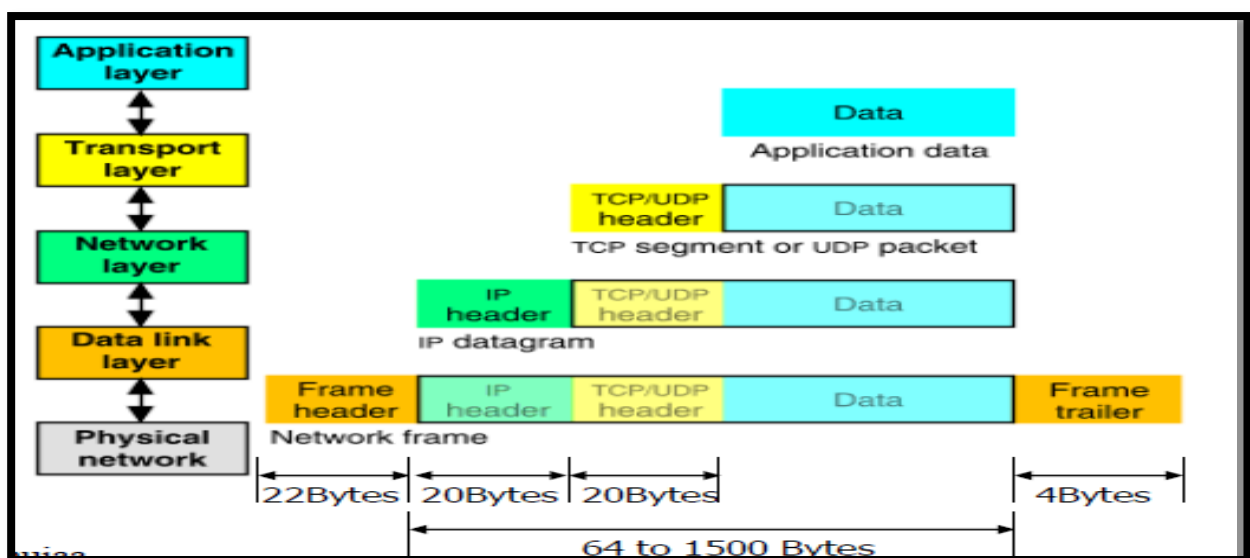 Application
layer
Data
Application data
Transport
layer
TCP/UDP
header
Data
TCP segment or UDP packet
Network
layer
IP
header
TCP/UDP
header
Data
IP datagram
Data link
layer
Frame
header
IP
header
TCP/UDP
header
Data
Frame
trailer
Network frame
Physical
network
22Bytes
20Bytes
20Bytes
4Bytes
64 to 1500 Bytes